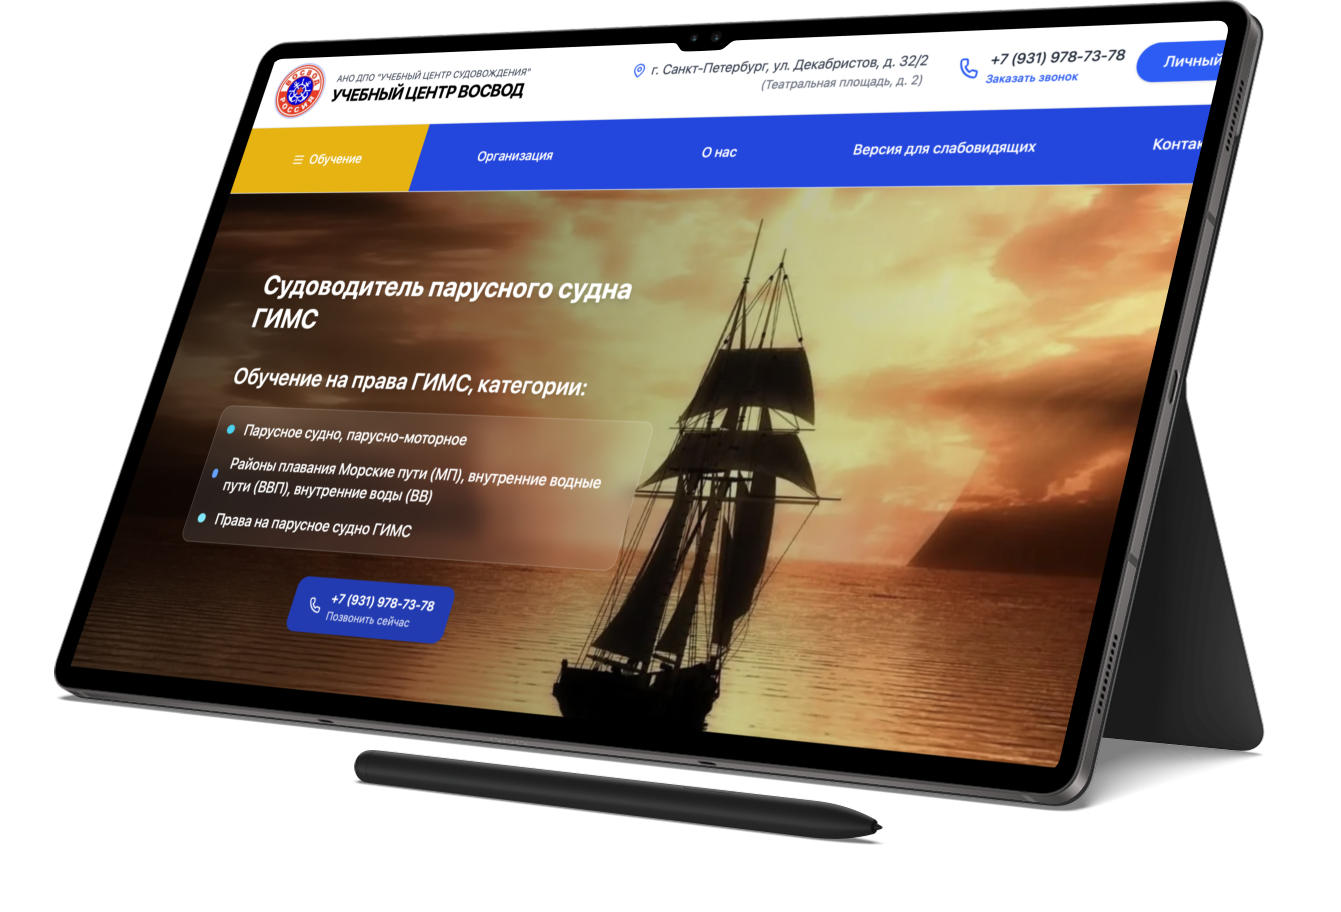 ВОСВОД
РОССИИ
АНО ДПО "УЧЕБНЫЙ ЦЕНТР СУДОВОЖДЕНИЯ"
УЧЕБНЫЙ ЦЕНТР ВОСВОД
г. Санкт-Петербург, ул. Декабристов, д. 32/2
(Театральная площадь, д. 2)
+7 (931) 978-73-78
Заказать звонок
Личный
Обучение
Организация
О нас
Версия для слабовидящих
Контак
Судоводитель парусного судна
ГИМС
Обучение на права ГИМС, категории:
Парусное судно, парусно-моторное
Районы плавания Морские пути (МП), внутренние водные
пути (ВВП), внутренние воды (ВВ)
Права на парусное судно ГИМС
+7 (931) 978-73-78
Позвонить сейчас